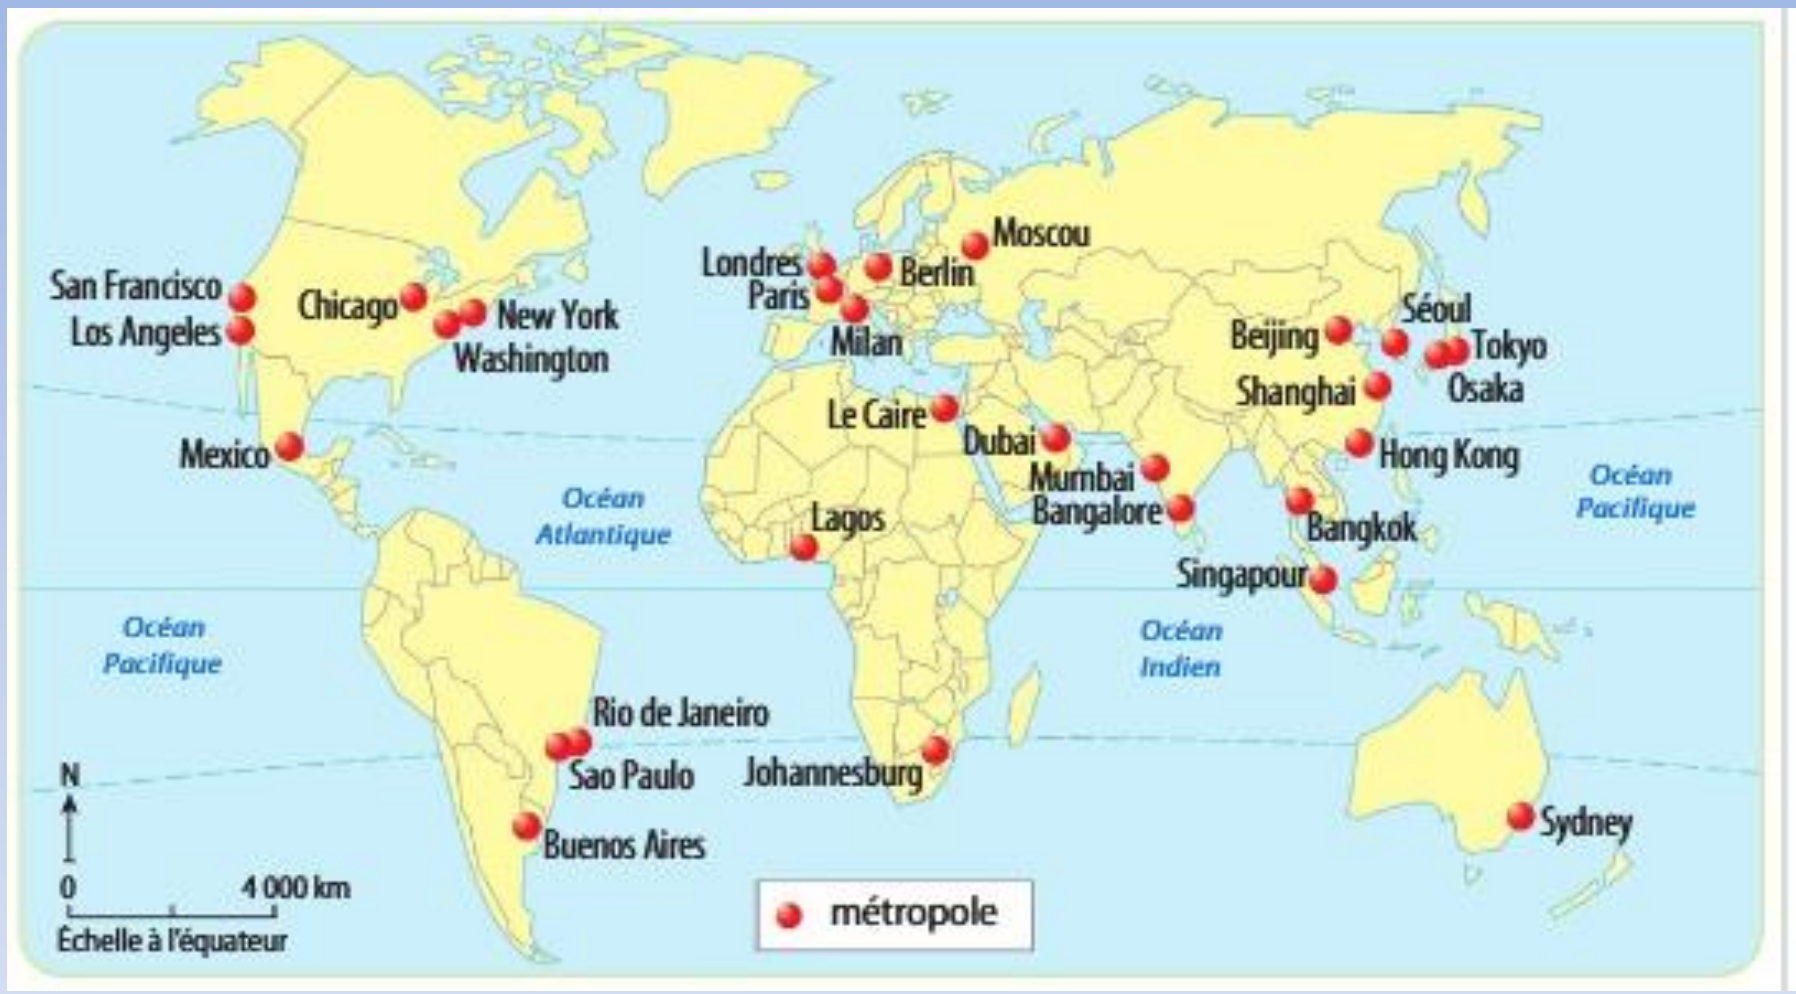 Moscou
Londres
Berlin
Paris
San Francisco
Chicago
New York
Séoul
Los Angeles
Washington
Milan
Beijing
Tokyo
Shanghai
Osaka
Le Caire
Mexico
Dubai
Hong Kong
Mumbai
Océan
Pacifique
Océan
Atlantique
Lagos
Bangalore
Bangkok
Singapour
Océan
Pacifique
Océan
Indien
Rio de Janeiro
Sao Paulo
Johannesburg
N
Sydney
Buenos Aires
0 4 000 km
Échelle à l'équateur
métropole